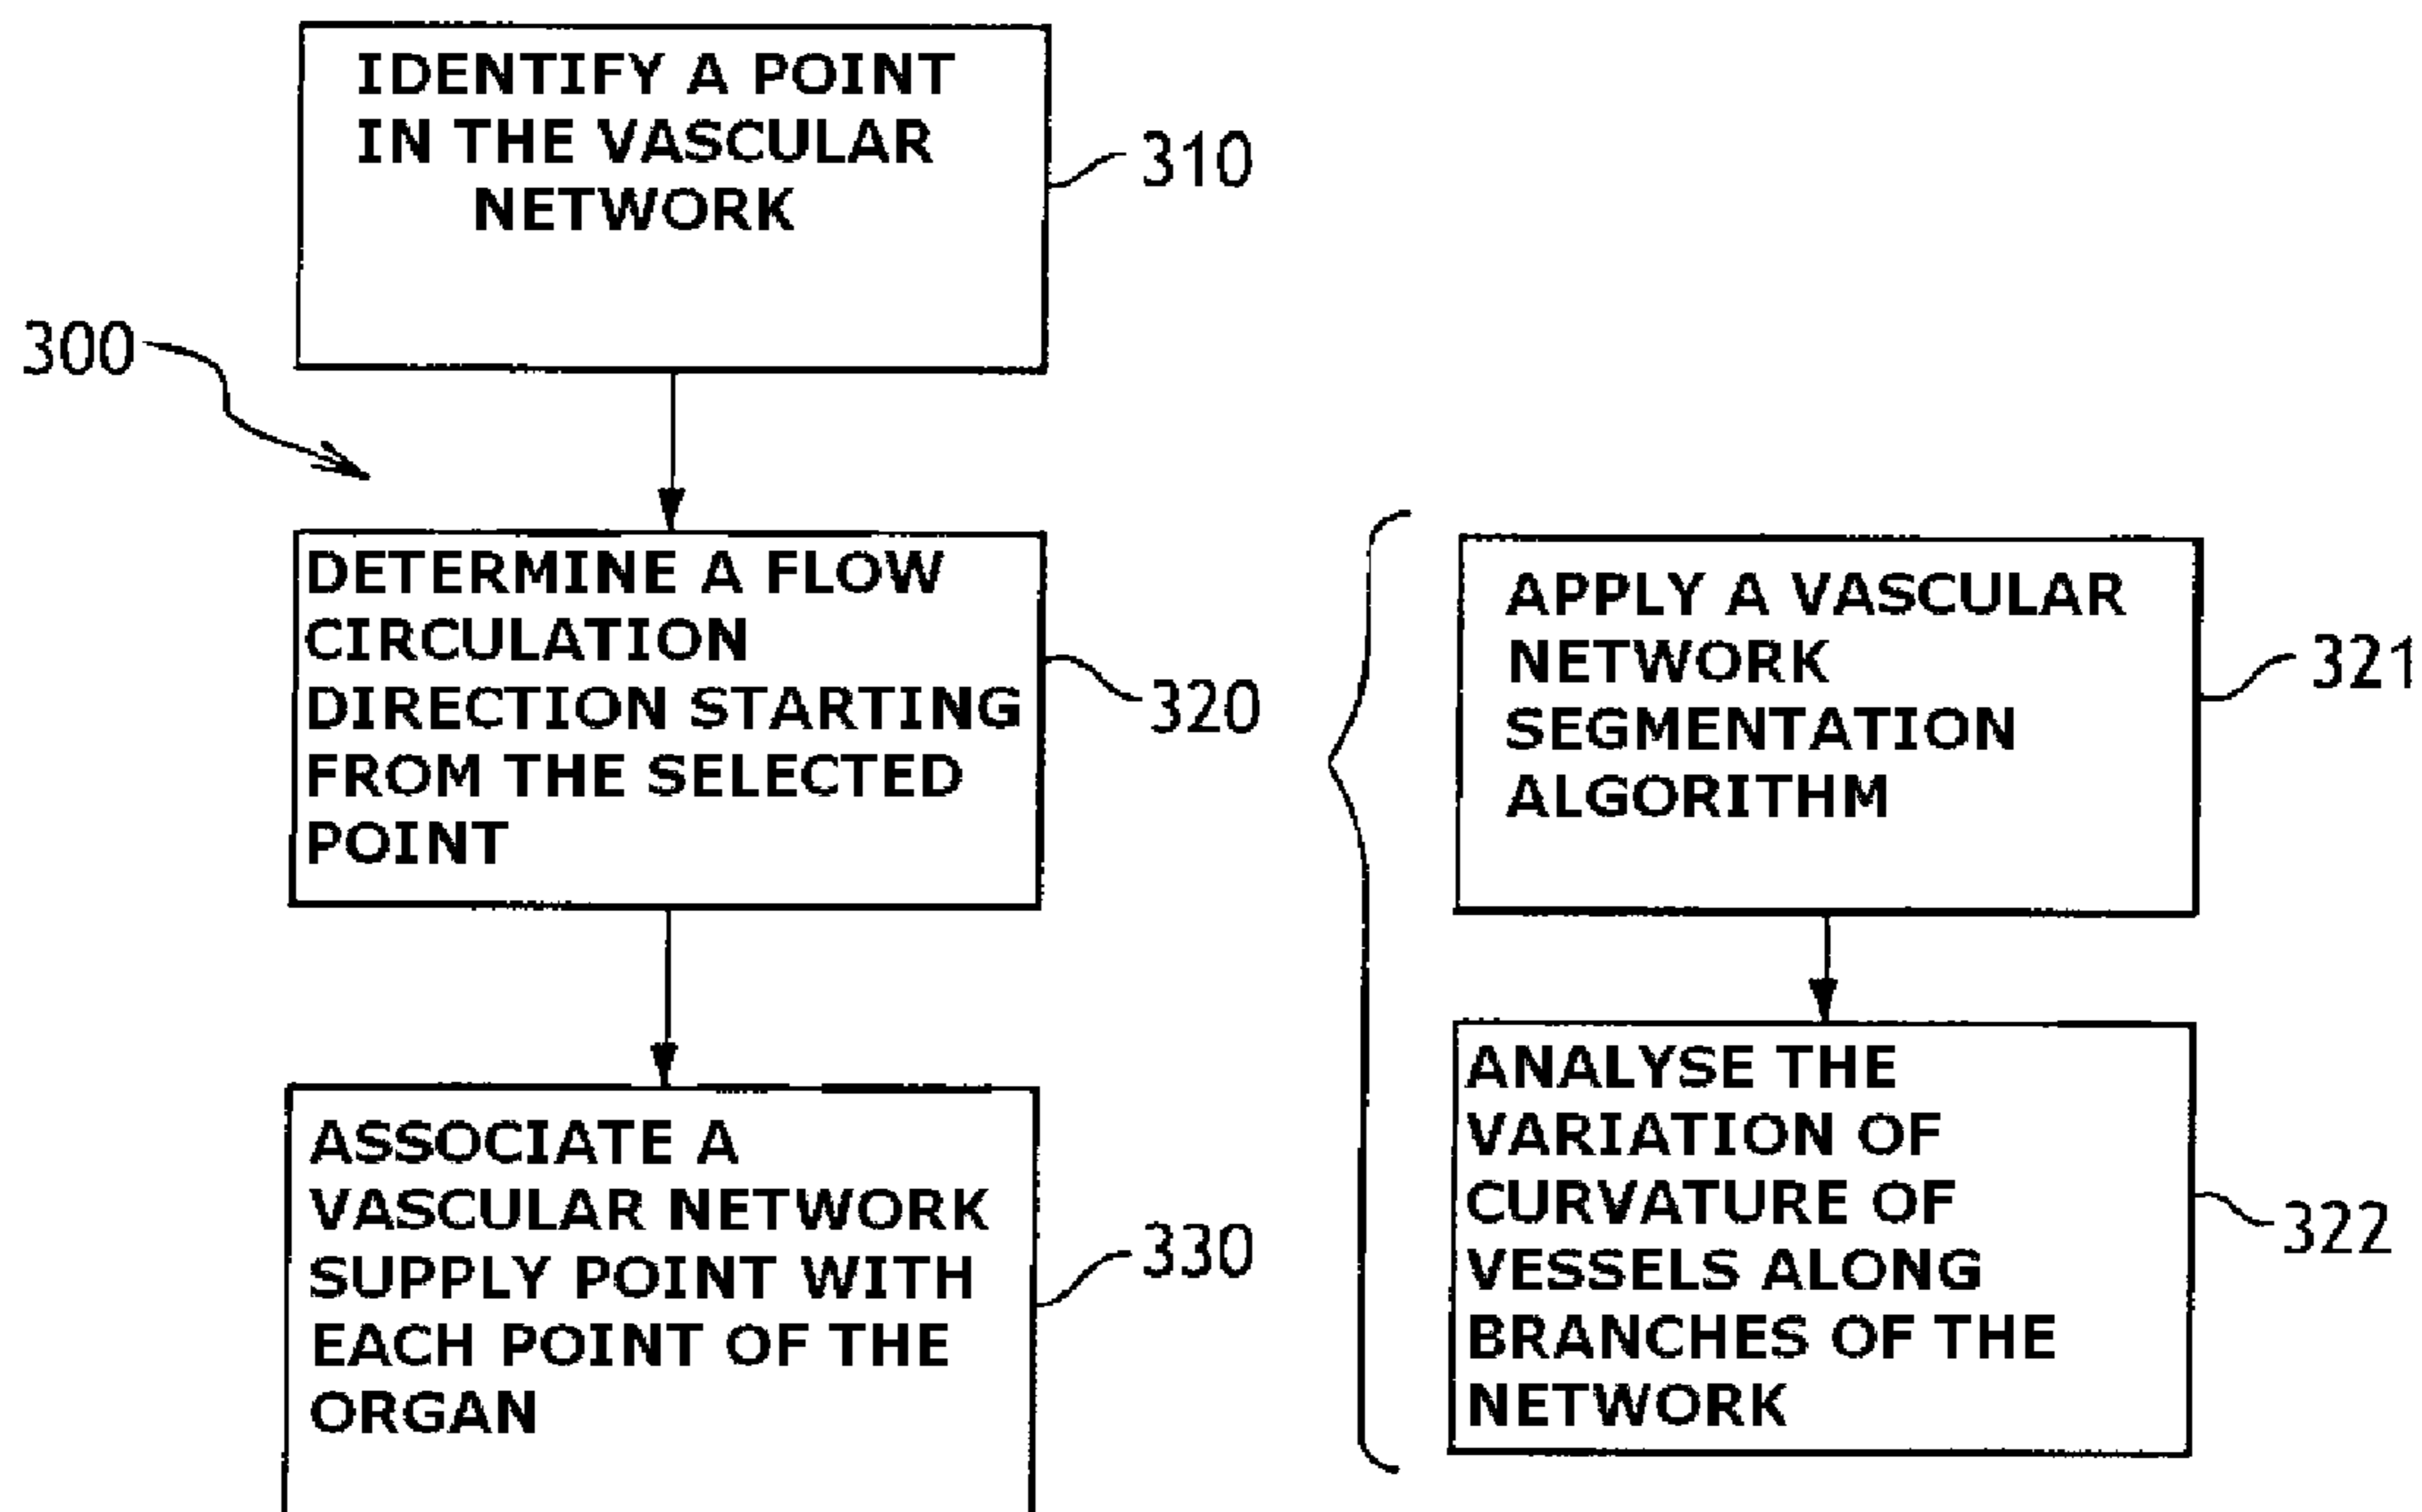 IDENTIFY A POINT
IN THE VASCULAR
NETWORK
310
300
DETERMINE A FLOW
CIRCULATION
DIRECTION STARTING
FROM THE SELECTED
POINT
320
ASSOCIATE A
VASCULAR NETWORK
SUPPLY POINT WITH
EACH POINT OF THE
ORGAN
330
APPLY A VASCULAR
NETWORK
SEGMENTATION
ALGORITHM
321
ANALYSE THE
VARIATION OF
CURVATURE OF
VESSELS ALONG
BRANCHES OF THE
NETWORK
322